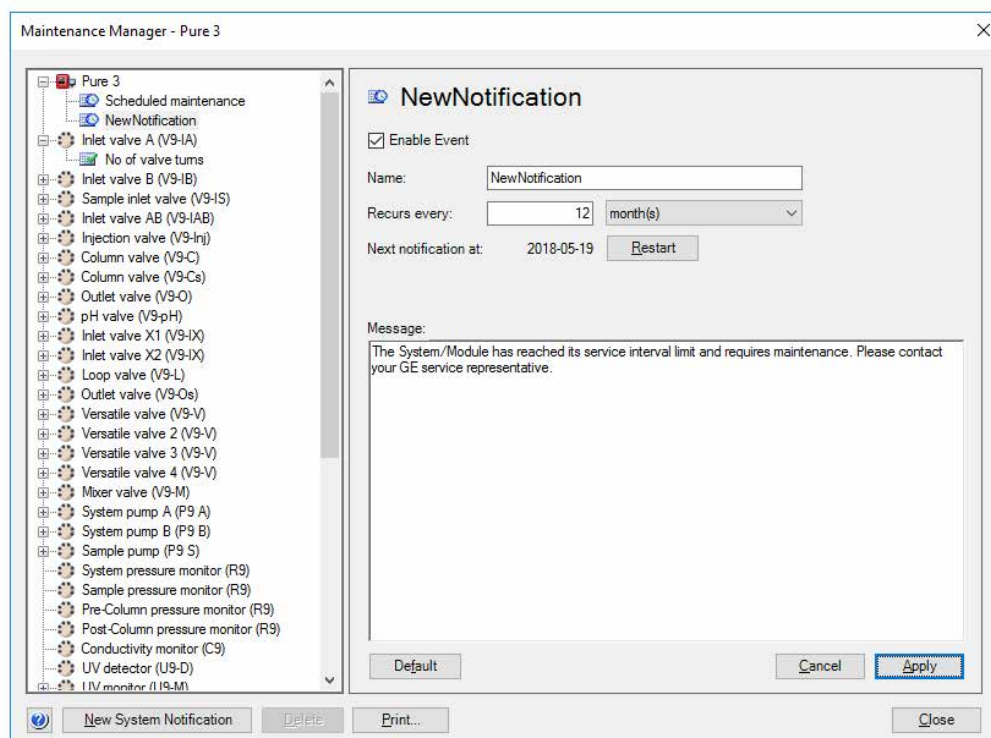 Maintenance Manager - Pure 3
Pure 3
Scheduled maintenance
NewNotification
Inlet valve A (V9-IA)
No of valve turns
Inlet valve B (V9-IB)
Sample inlet valve (V9-IS)
Inlet valve AB (V9-IAB)
Injection valve (V9-Inj)
Column valve (V9-C)
Column valve (V9-Cs)
Outlet valve (V9-O)
pH valve (V9-pH)
Inlet valve X1 (V9-IX)
Inlet valve X2 (V9-IX)
Loop valve (V9-L)
Outlet valve (V9-Os)
Versatile valve (V9-V)
Versatile valve 2 (V9-V)
Versatile valve 3 (V9-V)
Versatile valve 4 (V9-V)
Mixer valve (V9-M)
System pump A (P9 A)
System pump B (P9 B)
Sample pump (P9 S)
System pressure monitor (R9)
Sample pressure monitor (R9)
Pre-Column pressure monitor (R9)
Post-Column pressure monitor (R9)
Conductivity monitor (C9)
UV detector (U9-D)
UV monitor (U9-M)
NewNotification
Enable Event
Name: NewNotification
Recurs every: 12 month(s)
Next notification at: 2018-05-19 Restart
Message:
The System/Module has reached its service interval limit and requires maintenance. Please contact
your GE service representative.
Default Cancel Apply
New System Notification Delete Print... Close